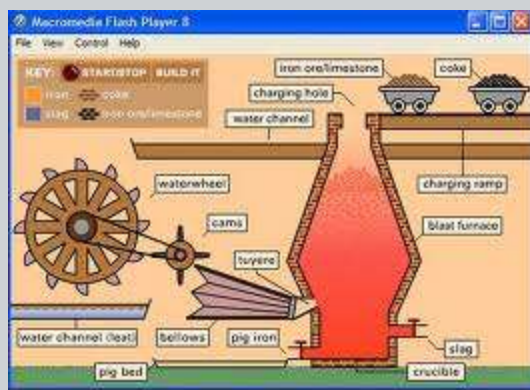 Macromedia Flash Player 8
File View Control Help
KEY: START/STOP BUILD IT
iron coke
slag iron ore/limestone
iron ore/limestone
coke
charging hole
water channel
charging ramp
waterwheel
cams
blast furnace
tuyere
water channel (leat)
bellows
pig iron
slag
pig bed
crucible